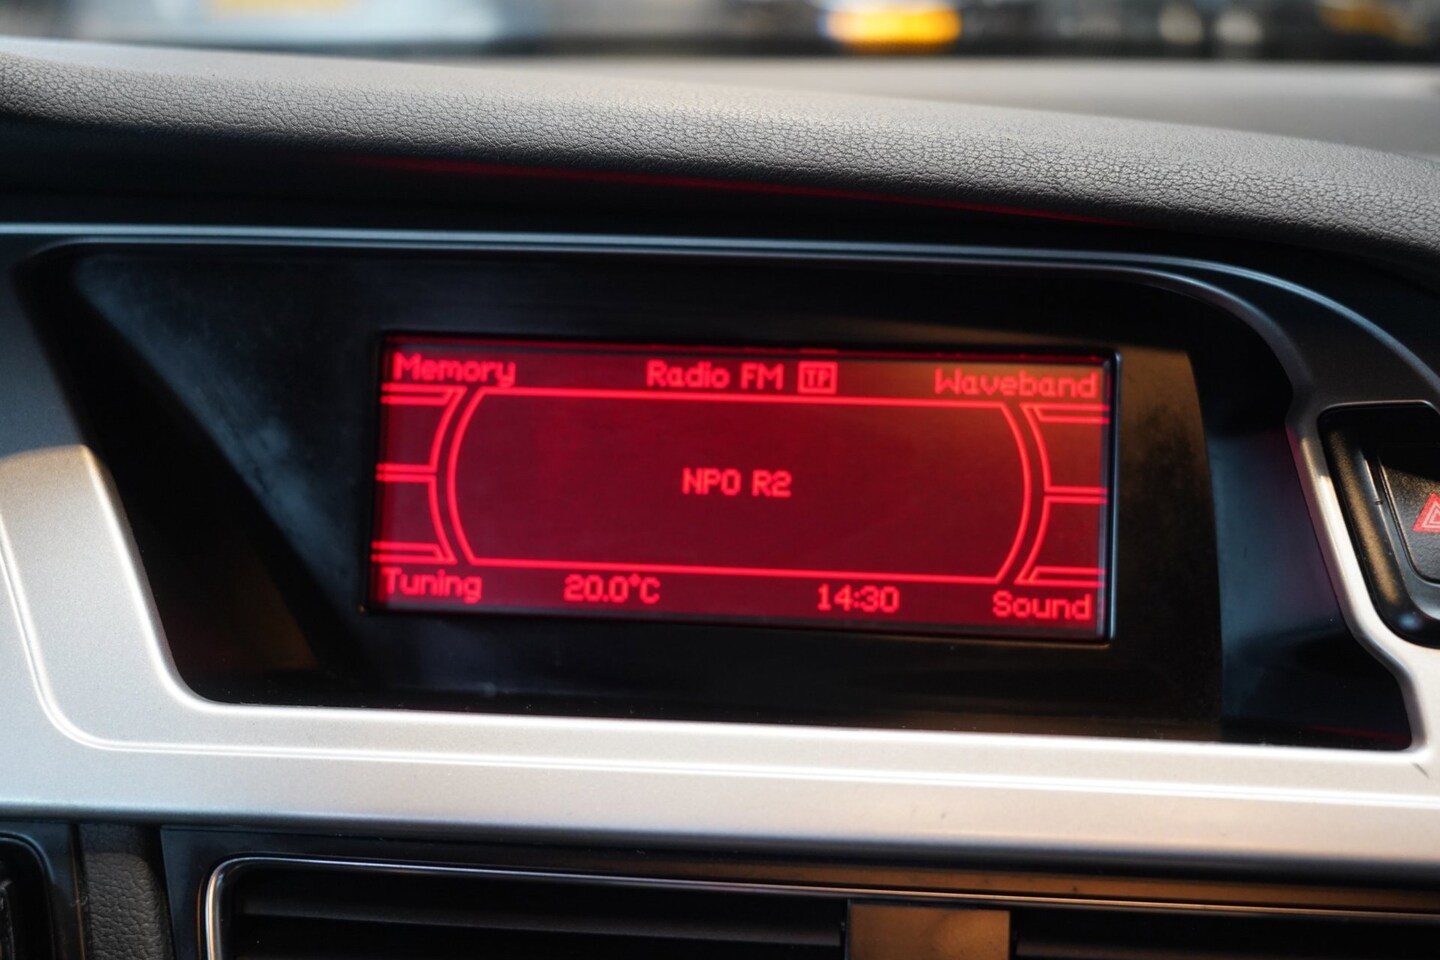 Memory Radio FM TP Waveband
NPO R2
Tuning 20.0°C 14:30 Sound